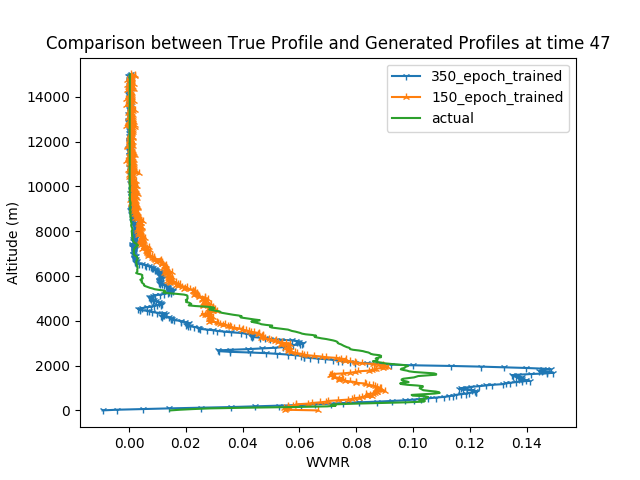 Comparison between True Profile and Generated Profiles at time 47
350_epoch_trained
150_epoch_trained
actual
Altitude (m)
14000
12000
10000
8000
6000
4000
2000
0
0.00 0.02 0.04 0.06 0.08 0.10 0.12 0.14
WVMR